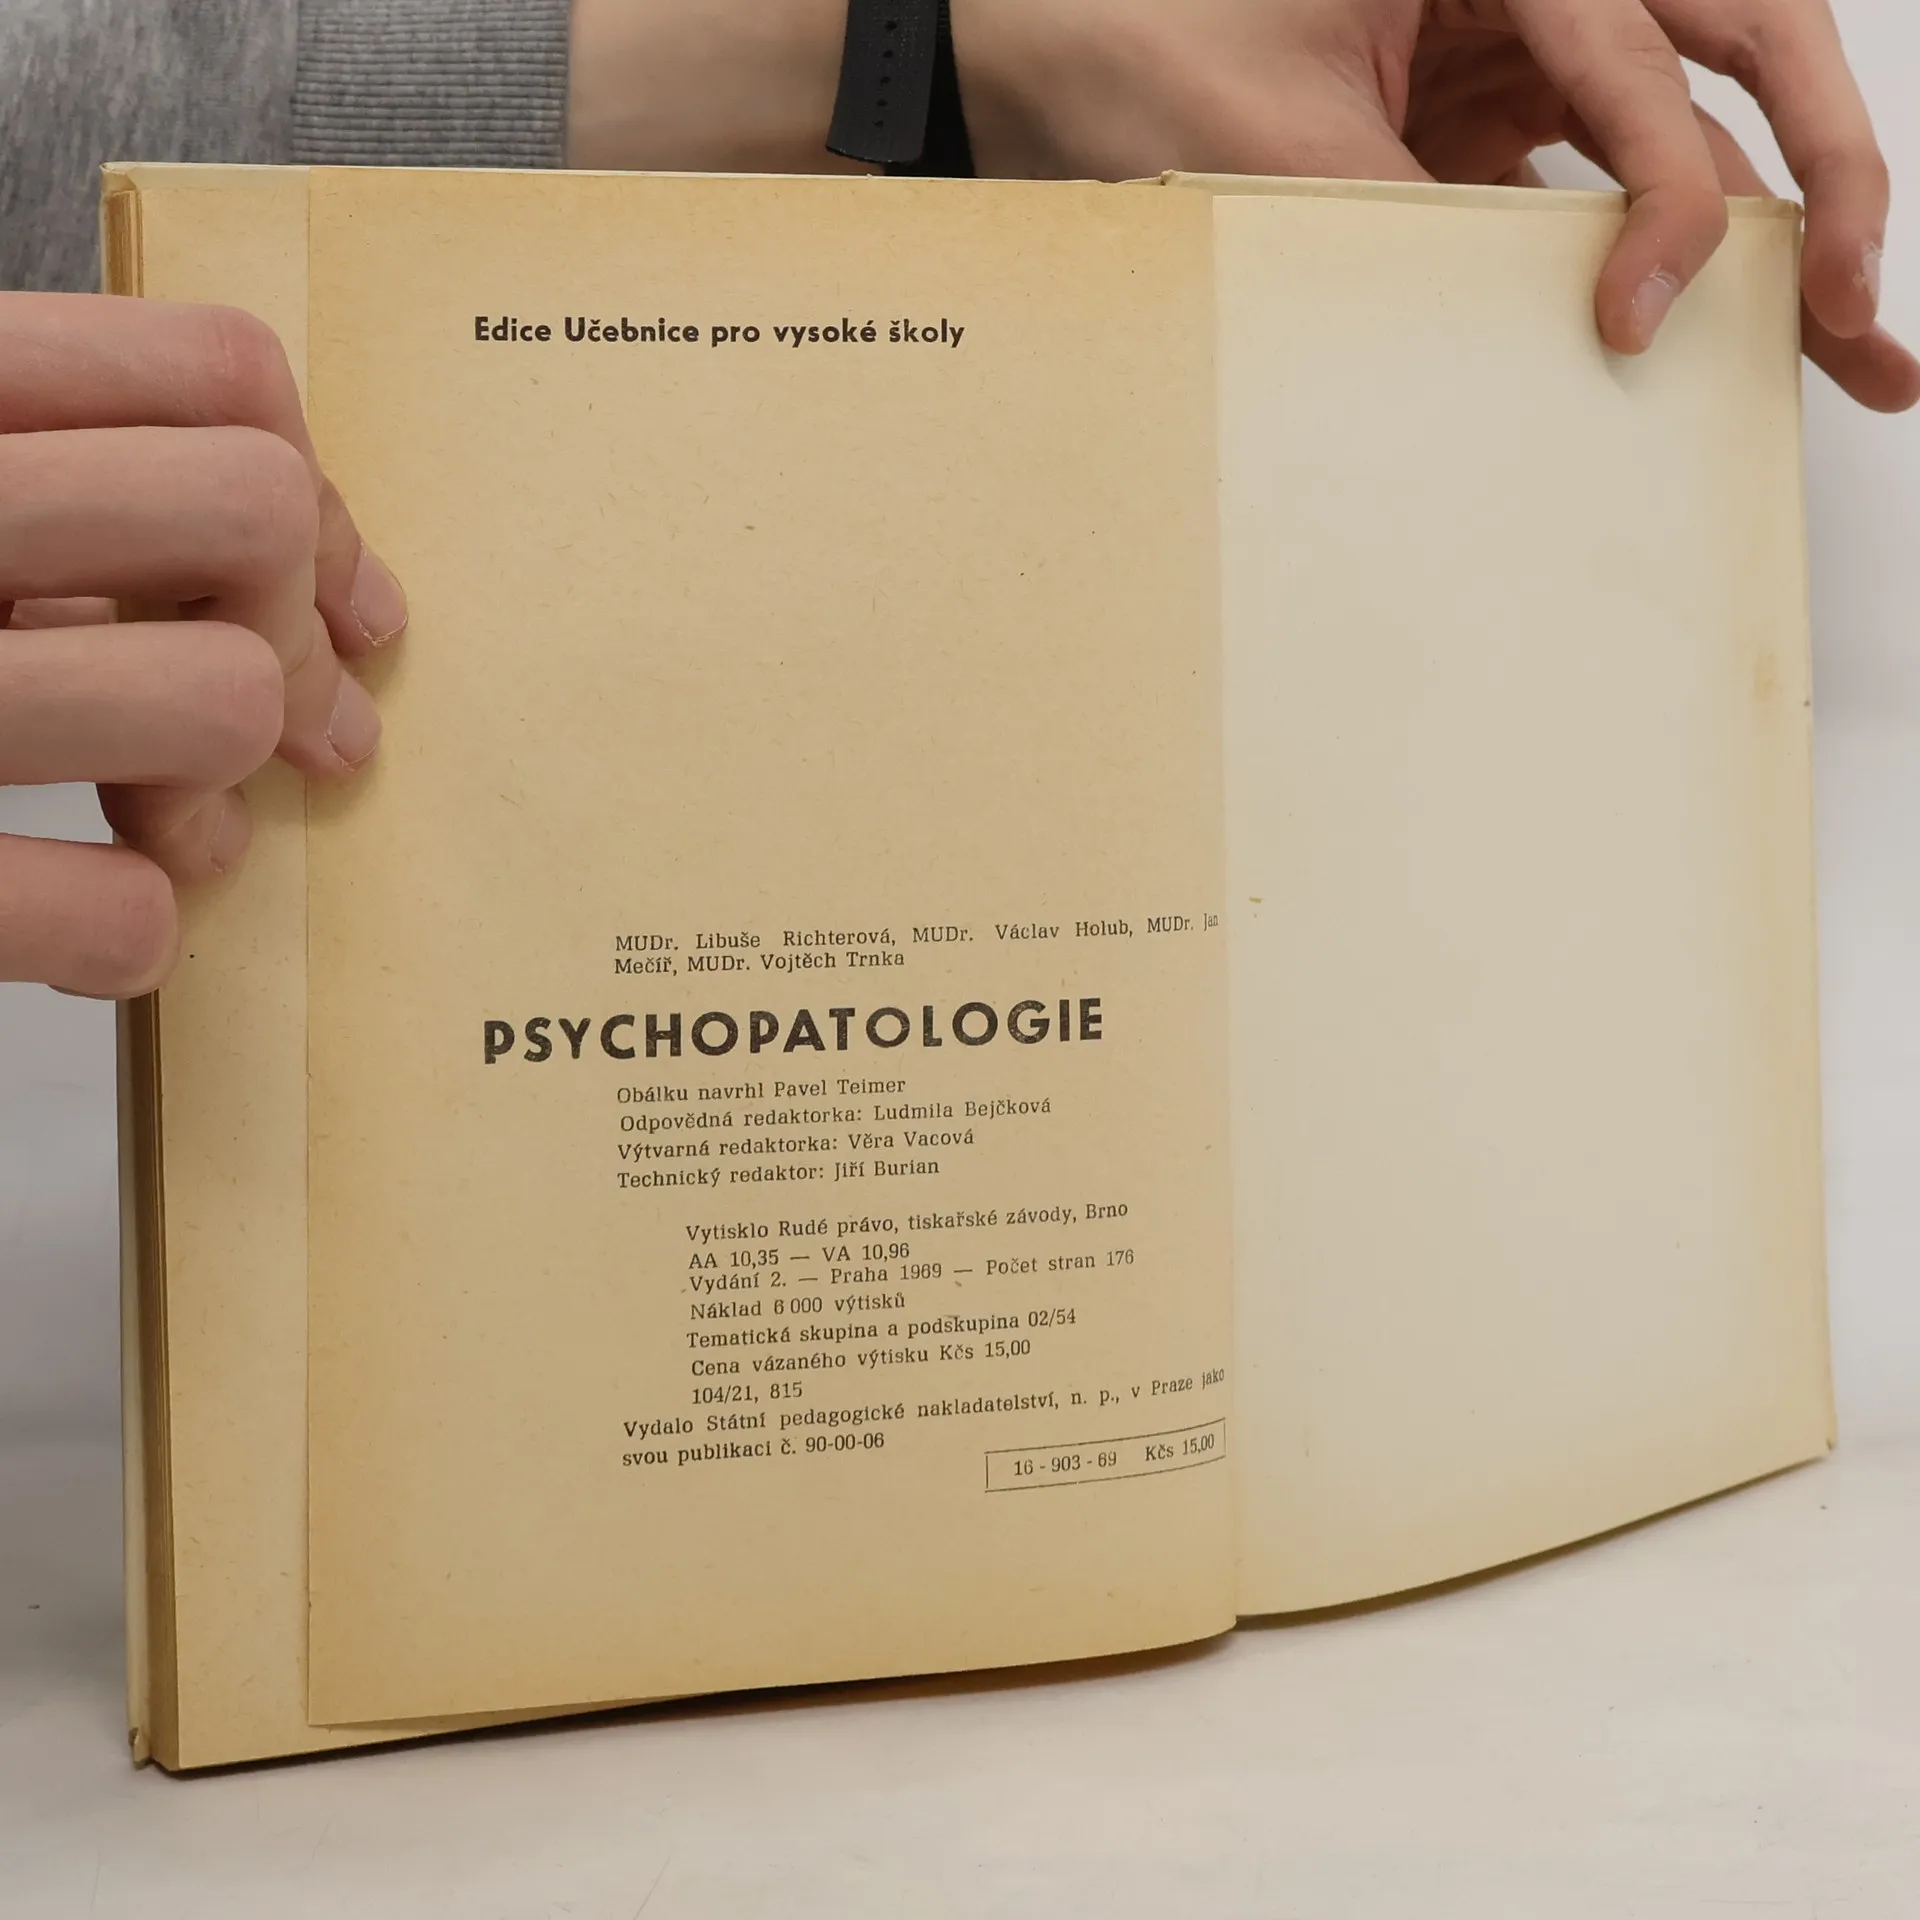 Edice Učebnice pro vysoké školy
MUDr. Libuše Richterová, MUDr. Václav Holub, MUDr. Jan
Mečíř, MUDr. Vojtěch Trnka
PSYCHOPATOLOGIE
Obálku navrhl Pavel Teimer
Odpovědná redaktorka: Ludmila Bejčková
Výtvarná redaktorka: Věra Vacová
Technický redaktor: Jiří Burian
Vytisklo Rudé právo, tiskařské závody, Brno
AA 10,35 — VA 10,96
Vydání 2. — Praha 1969 — Počet stran 176
Náklad 6 000 výtisků
Tematická skupina a podskupina 02/54
Cena vázaného výtisku Kčs 15,00
104/21, 815
Vydalo Státní pedagogické nakladatelství, n. p., v Praze jako
svou publikaci č. 90-00-06
16 - 903 - 69 Kčs 15,00